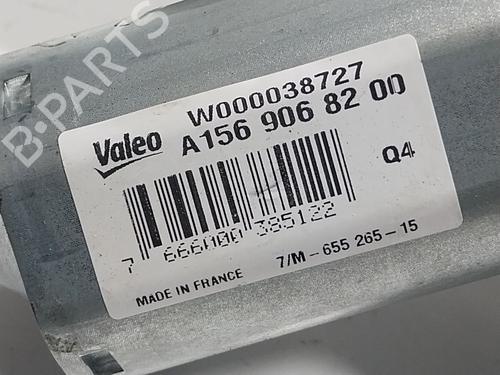 B-PARTS
W000038727
Valeo
A156 906 82 00
Q4
7 666000 385122
7/M-655 265-15
MADE IN FRANCE